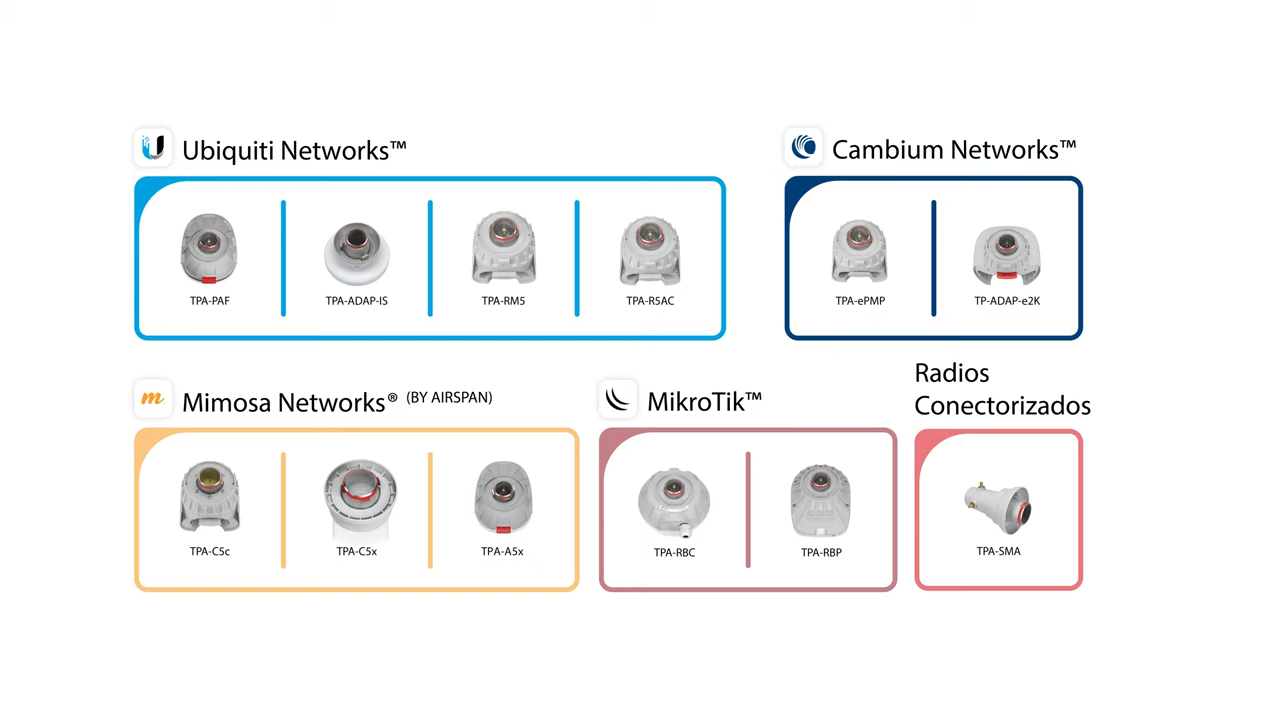 Ubiquiti Networks™
TPA-PAF
TPA-ADAP-IS
TPA-RM5
TPA-R5AC
Cambium Networks™
TPA-ePMP
TP-ADAP-e2K
Mimosa Networks® (BY AIRSPAN)
TPA-C5c
TPA-C5x
TPA-A5x
MikroTik™
TPA-RBC
TPA-RBP
Radios
Conectorizados
TPA-SMA